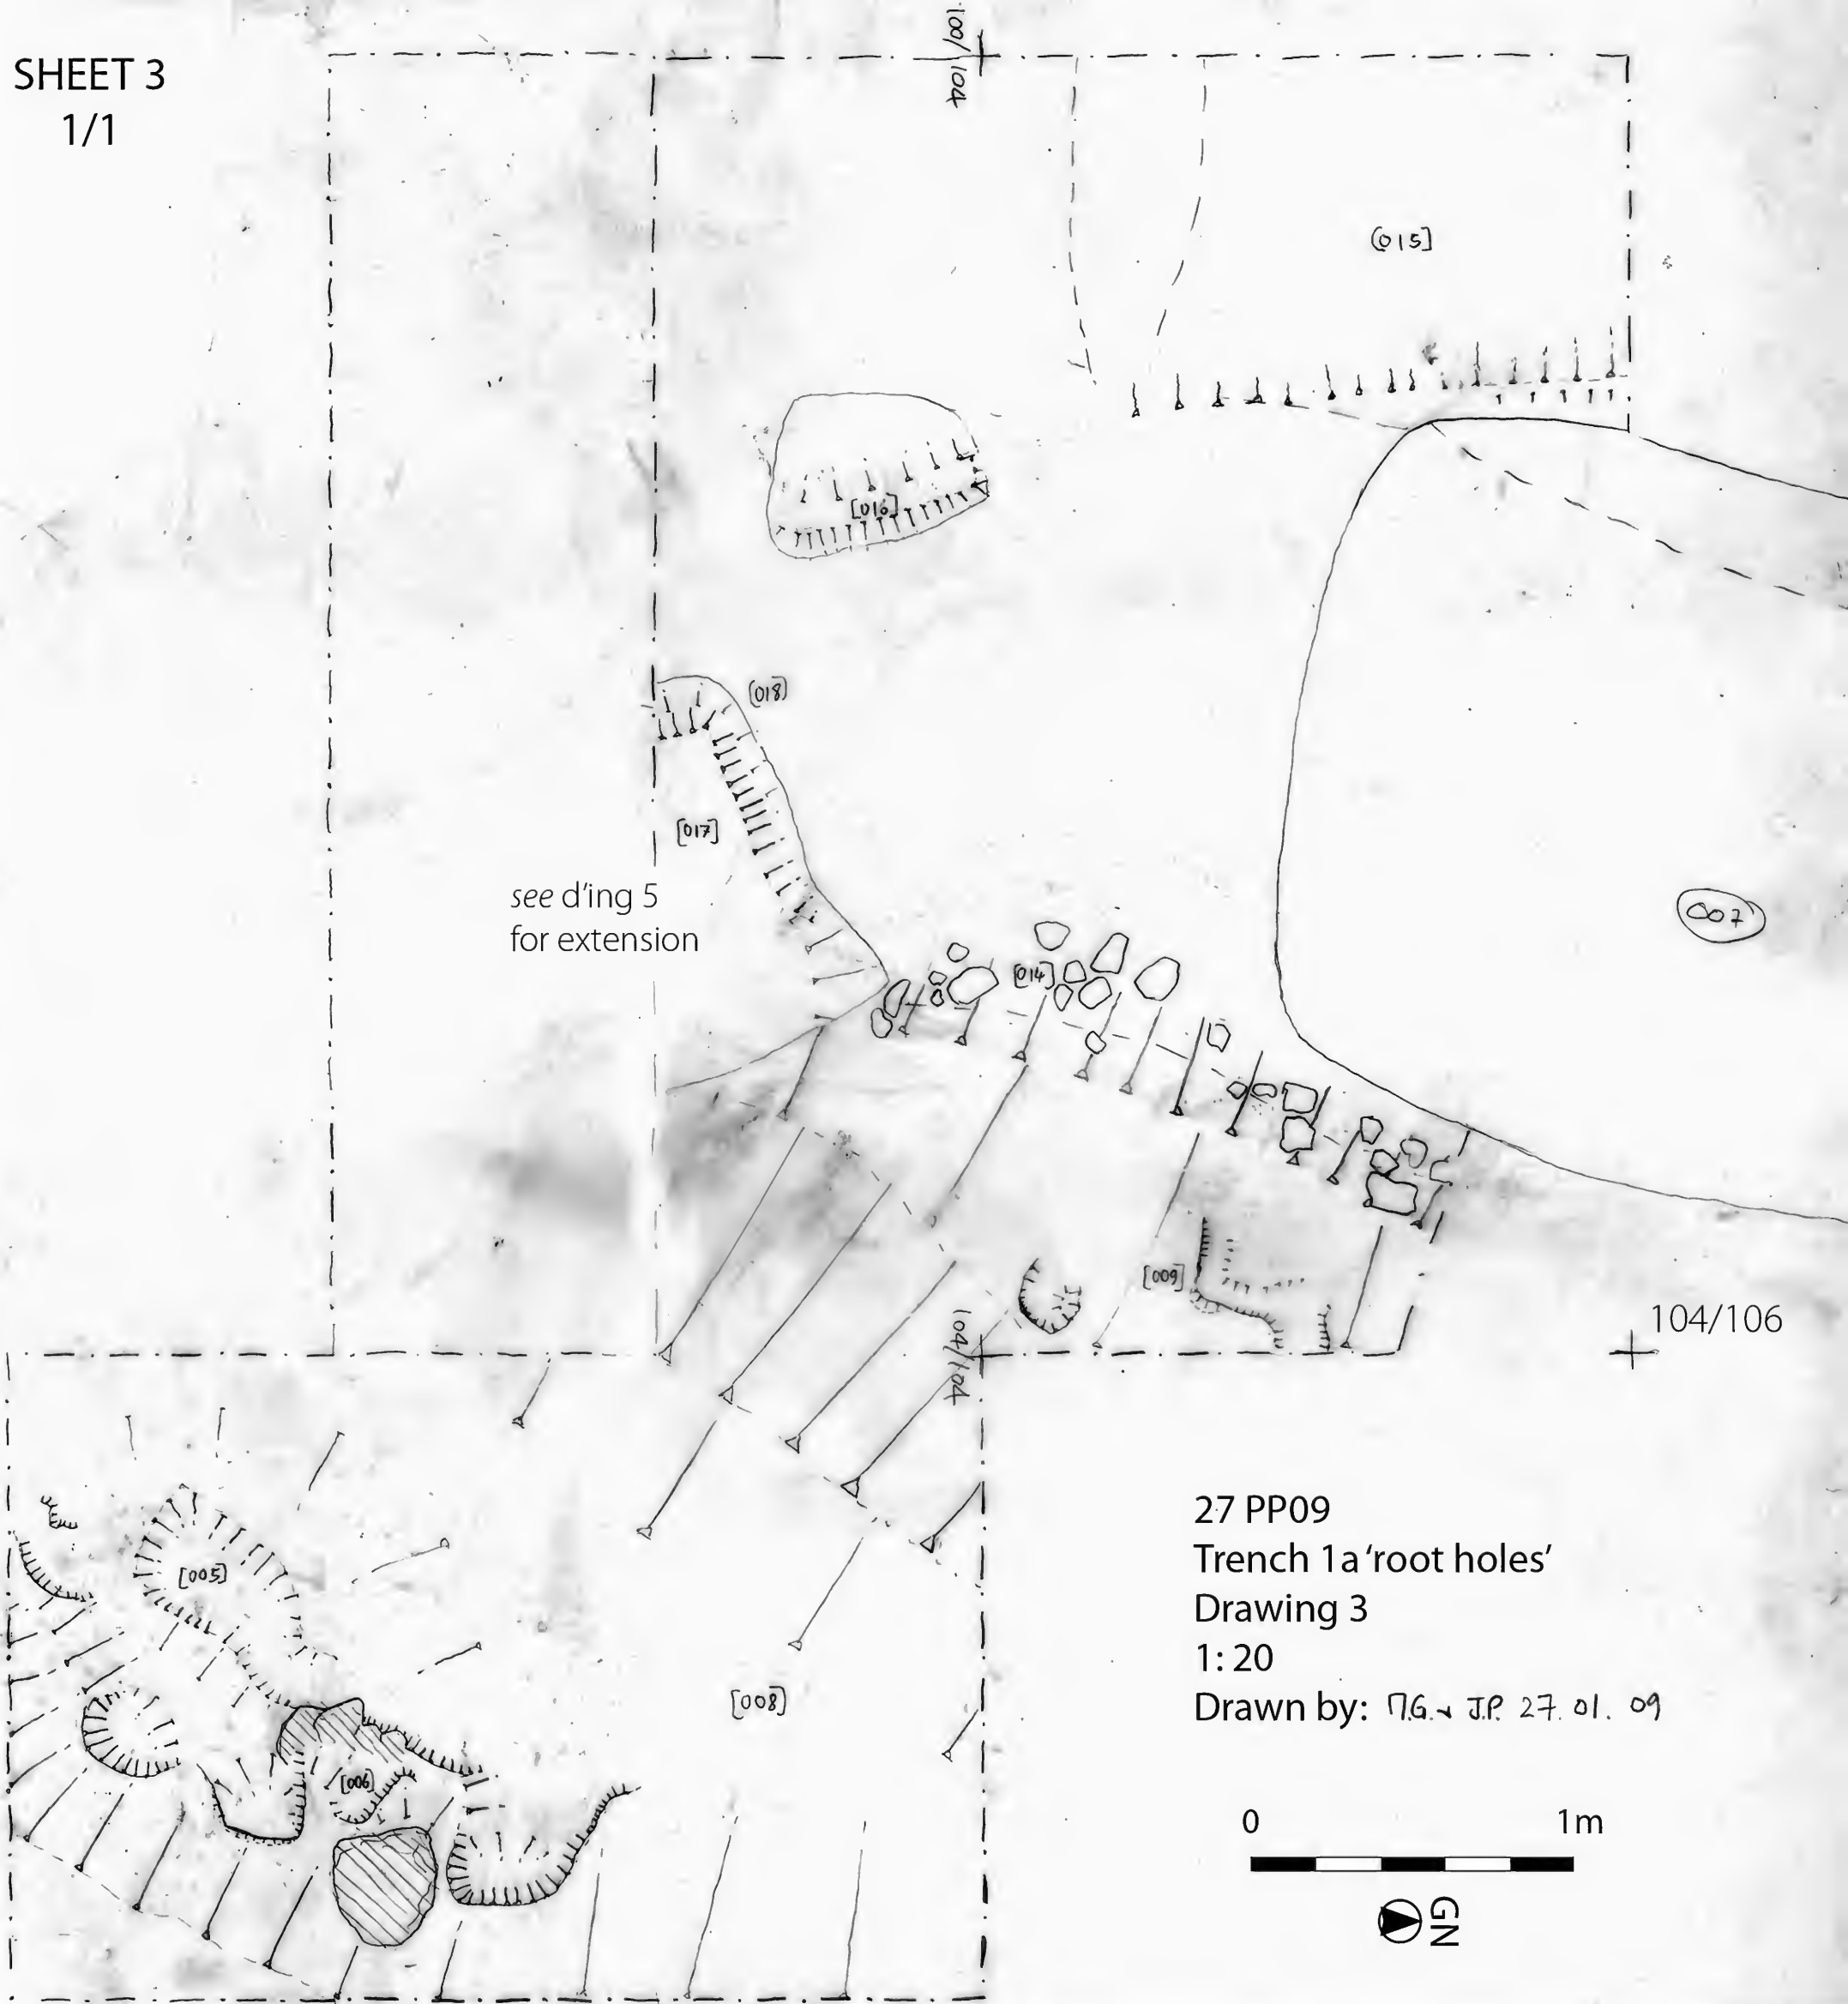 SHEET 3
1/1
100/104
[015]
[016]
[018]
[017]
see d'ing 5
for extension
007
[014]
[009]
104/106
104/104
27 PP09
Trench 1a 'root holes'
Drawing 3
1: 20
Drawn by: M.G. & J.P. 27. 01. 09
[005]
[008]
[006]
0 1m
GN